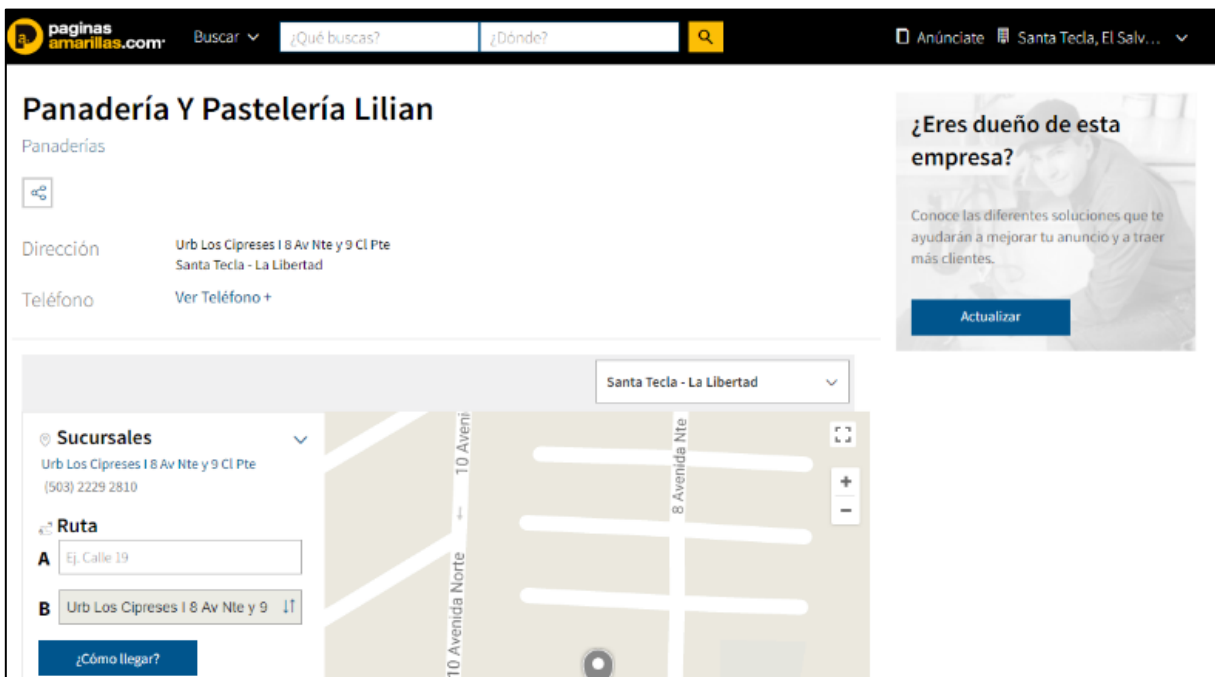 paginas
amarillas.com
Buscar
¿Qué buscas?
¿Dónde?
Anúnciate
Santa Tecla, El Salv...
Panadería Y Pastelería Lilian
Panaderías
Dirección
Urb Los Cipreses I 8 Av Nte y 9 Cl Pte
Santa Tecla - La Libertad
Teléfono
Ver Teléfono +
¿Eres dueño de esta
empresa?
Conoce las diferentes soluciones que te
ayudarán a mejorar tu anuncio y a traer
más clientes.
Actualizar
Santa Tecla - La Libertad
Sucursales
Urb Los Cipreses I 8 Av Nte y 9 Cl Pte
(503) 2229 2810
Ruta
A
Ej. Calle 19
B
Urb Los Cipreses I 8 Av Nte y 9
¿Cómo llegar?
10 Aveni
10 Avenida Norte
8 Avenida Nte
+
−